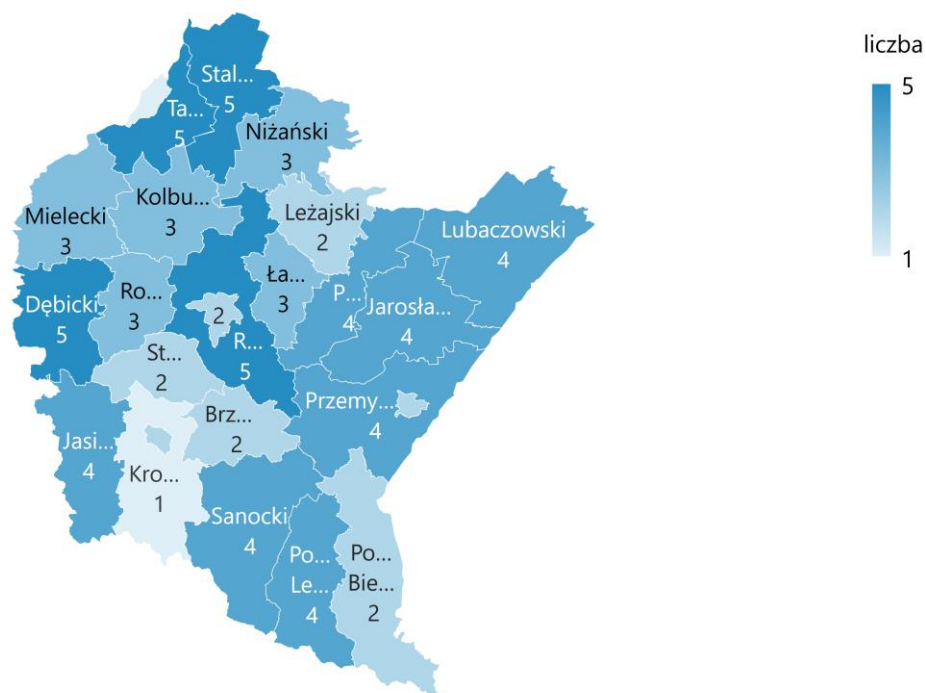 liczba
5
1
Stal...
5
Ta...
5
Niżański
3
Kolbu...
3
Mielecki
3
Leżajski
2
Lubaczowski
4
Ła...
3
P...
4
Jarosła...
4
Dębicki
5
Ro...
3
2
R...
5
St...
2
Przemy...
4
Brz...
2
Jasi...
4
Kro...
1
Sanocki
4
Po...
Le...
4
Po...
Bie...
2